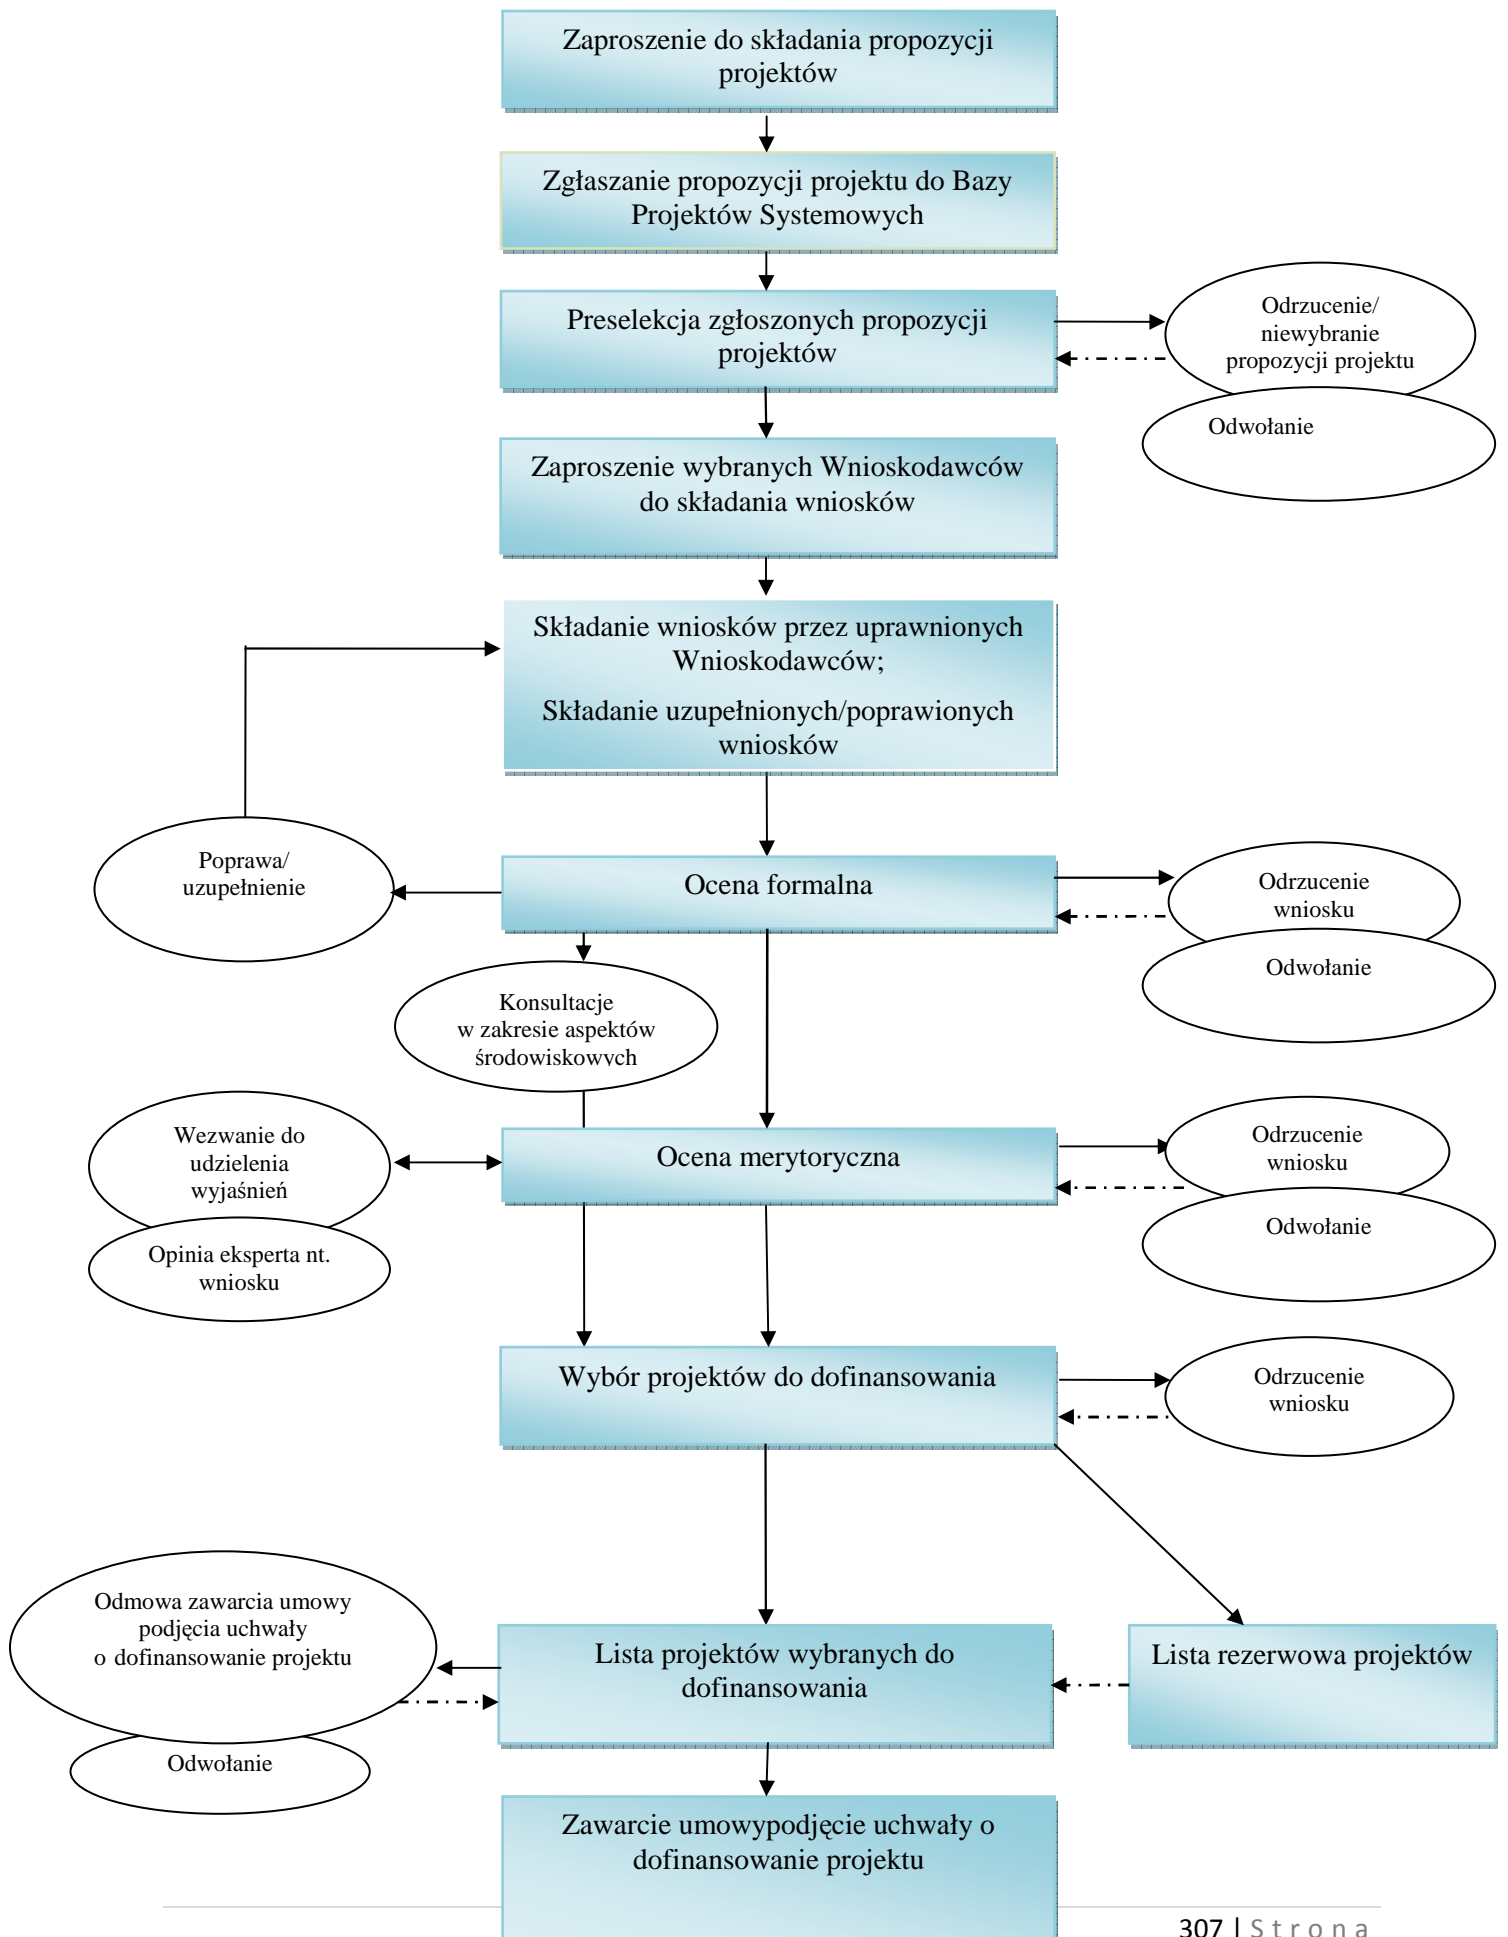 Zaproszenie do składania propozycji
projektów
Zgłaszanie propozycji projektu do Bazy
Projektów Systemowych
Preselekcja zgłoszonych propozycji
projektów
Odrzucenie/
niewybranie
propozycji projektu
Odwołanie
Zaproszenie wybranych Wnioskodawców
do składania wniosków
Składanie wniosków przez uprawnionych
Wnioskodawców;
Składanie uzupełnionych/poprawionych
wniosków
Poprawa/
uzupełnienie
Ocena formalna
Odrzucenie
wniosku
Odwołanie
Konsultacje
w zakresie aspektów
środowiskowych
Wezwanie do
udzielenia
wyjaśnień
Opinia eksperta nt.
wniosku
Ocena merytoryczna
Odrzucenie
wniosku
Odwołanie
Wybór projektów do dofinansowania
Odrzucenie
wniosku
Odmowa zawarcia umowy
podjęcia uchwały
o dofinansowanie projektu
Odwołanie
Lista projektów wybranych do
dofinansowania
Lista rezerwowa projektów
Zawarcie umowypodjęcie uchwały o
dofinansowanie projektu
307 | Strona